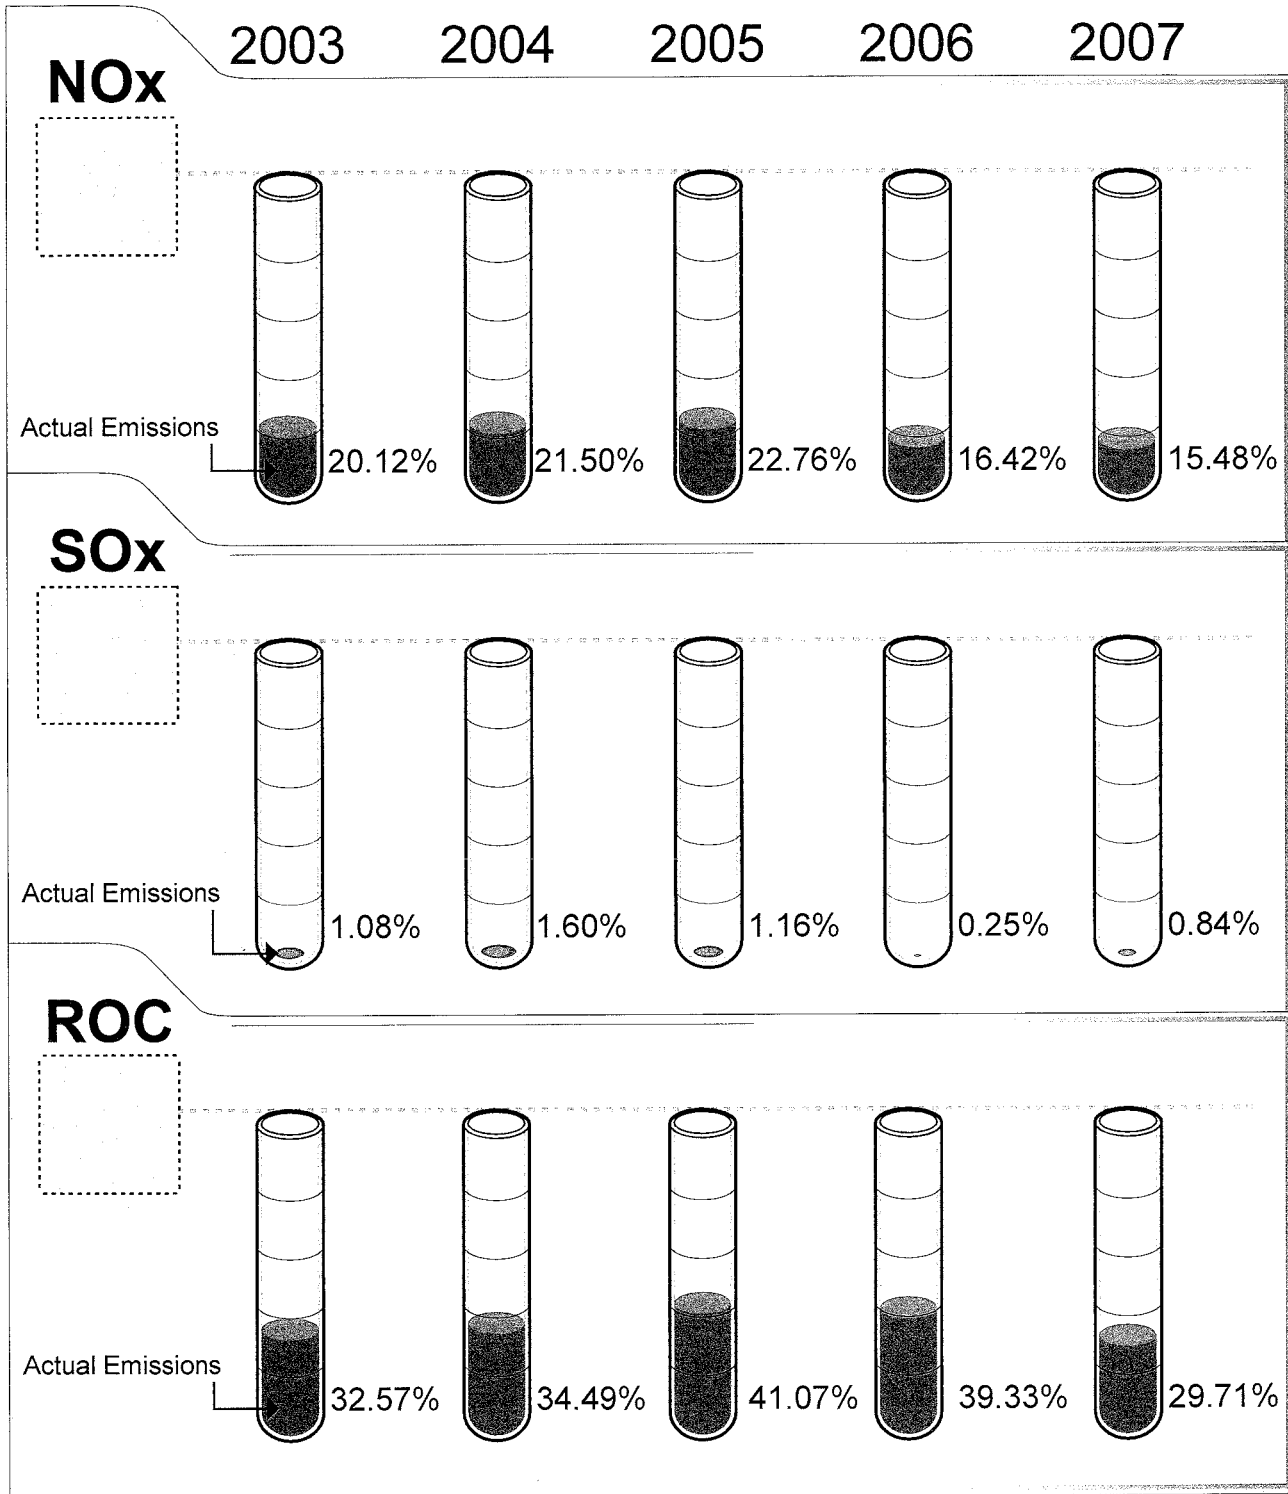 2003 2004 2005 2006 2007
NOx
Actual Emissions
20.12% 21.50% 22.76% 16.42% 15.48%
SOx
Actual Emissions
1.08% 1.60% 1.16% 0.25% 0.84%
ROC
Actual Emissions
32.57% 34.49% 41.07% 39.33% 29.71%